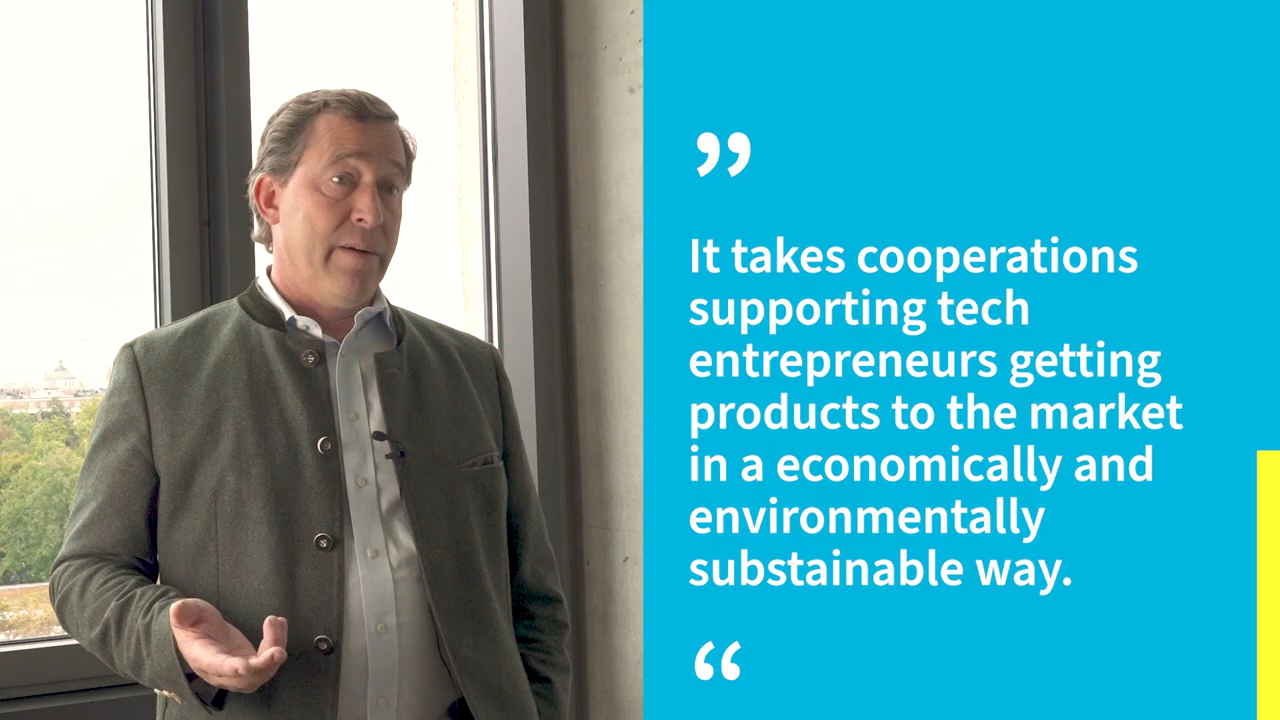 ”
It takes cooperations
supporting tech
entrepreneurs getting
products to the market
in a economically and
environmentally
substainable way.
“